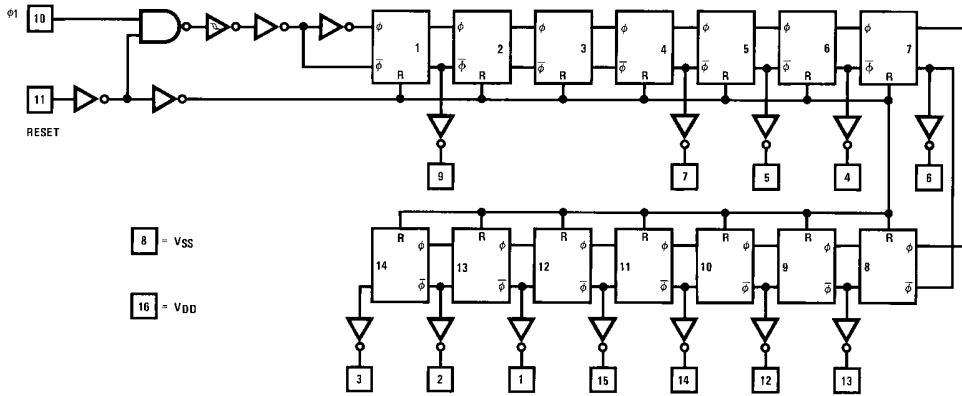 φ1 10
φ φ φ φ φ φ φ
1 2 3 4 5 6 7
φ̅ φ̅ φ̅ φ̅ φ̅ φ̅
R R R R R R R
11
RESET
9 7 5 4 6
8 = VSS
R R R R R R R
φ φ φ φ φ φ φ
14 13 12 11 10 9 8
φ̅ φ̅ φ̅ φ̅ φ̅ φ̅ φ̅
16 = VDD
3 2 1 15 14 12 13